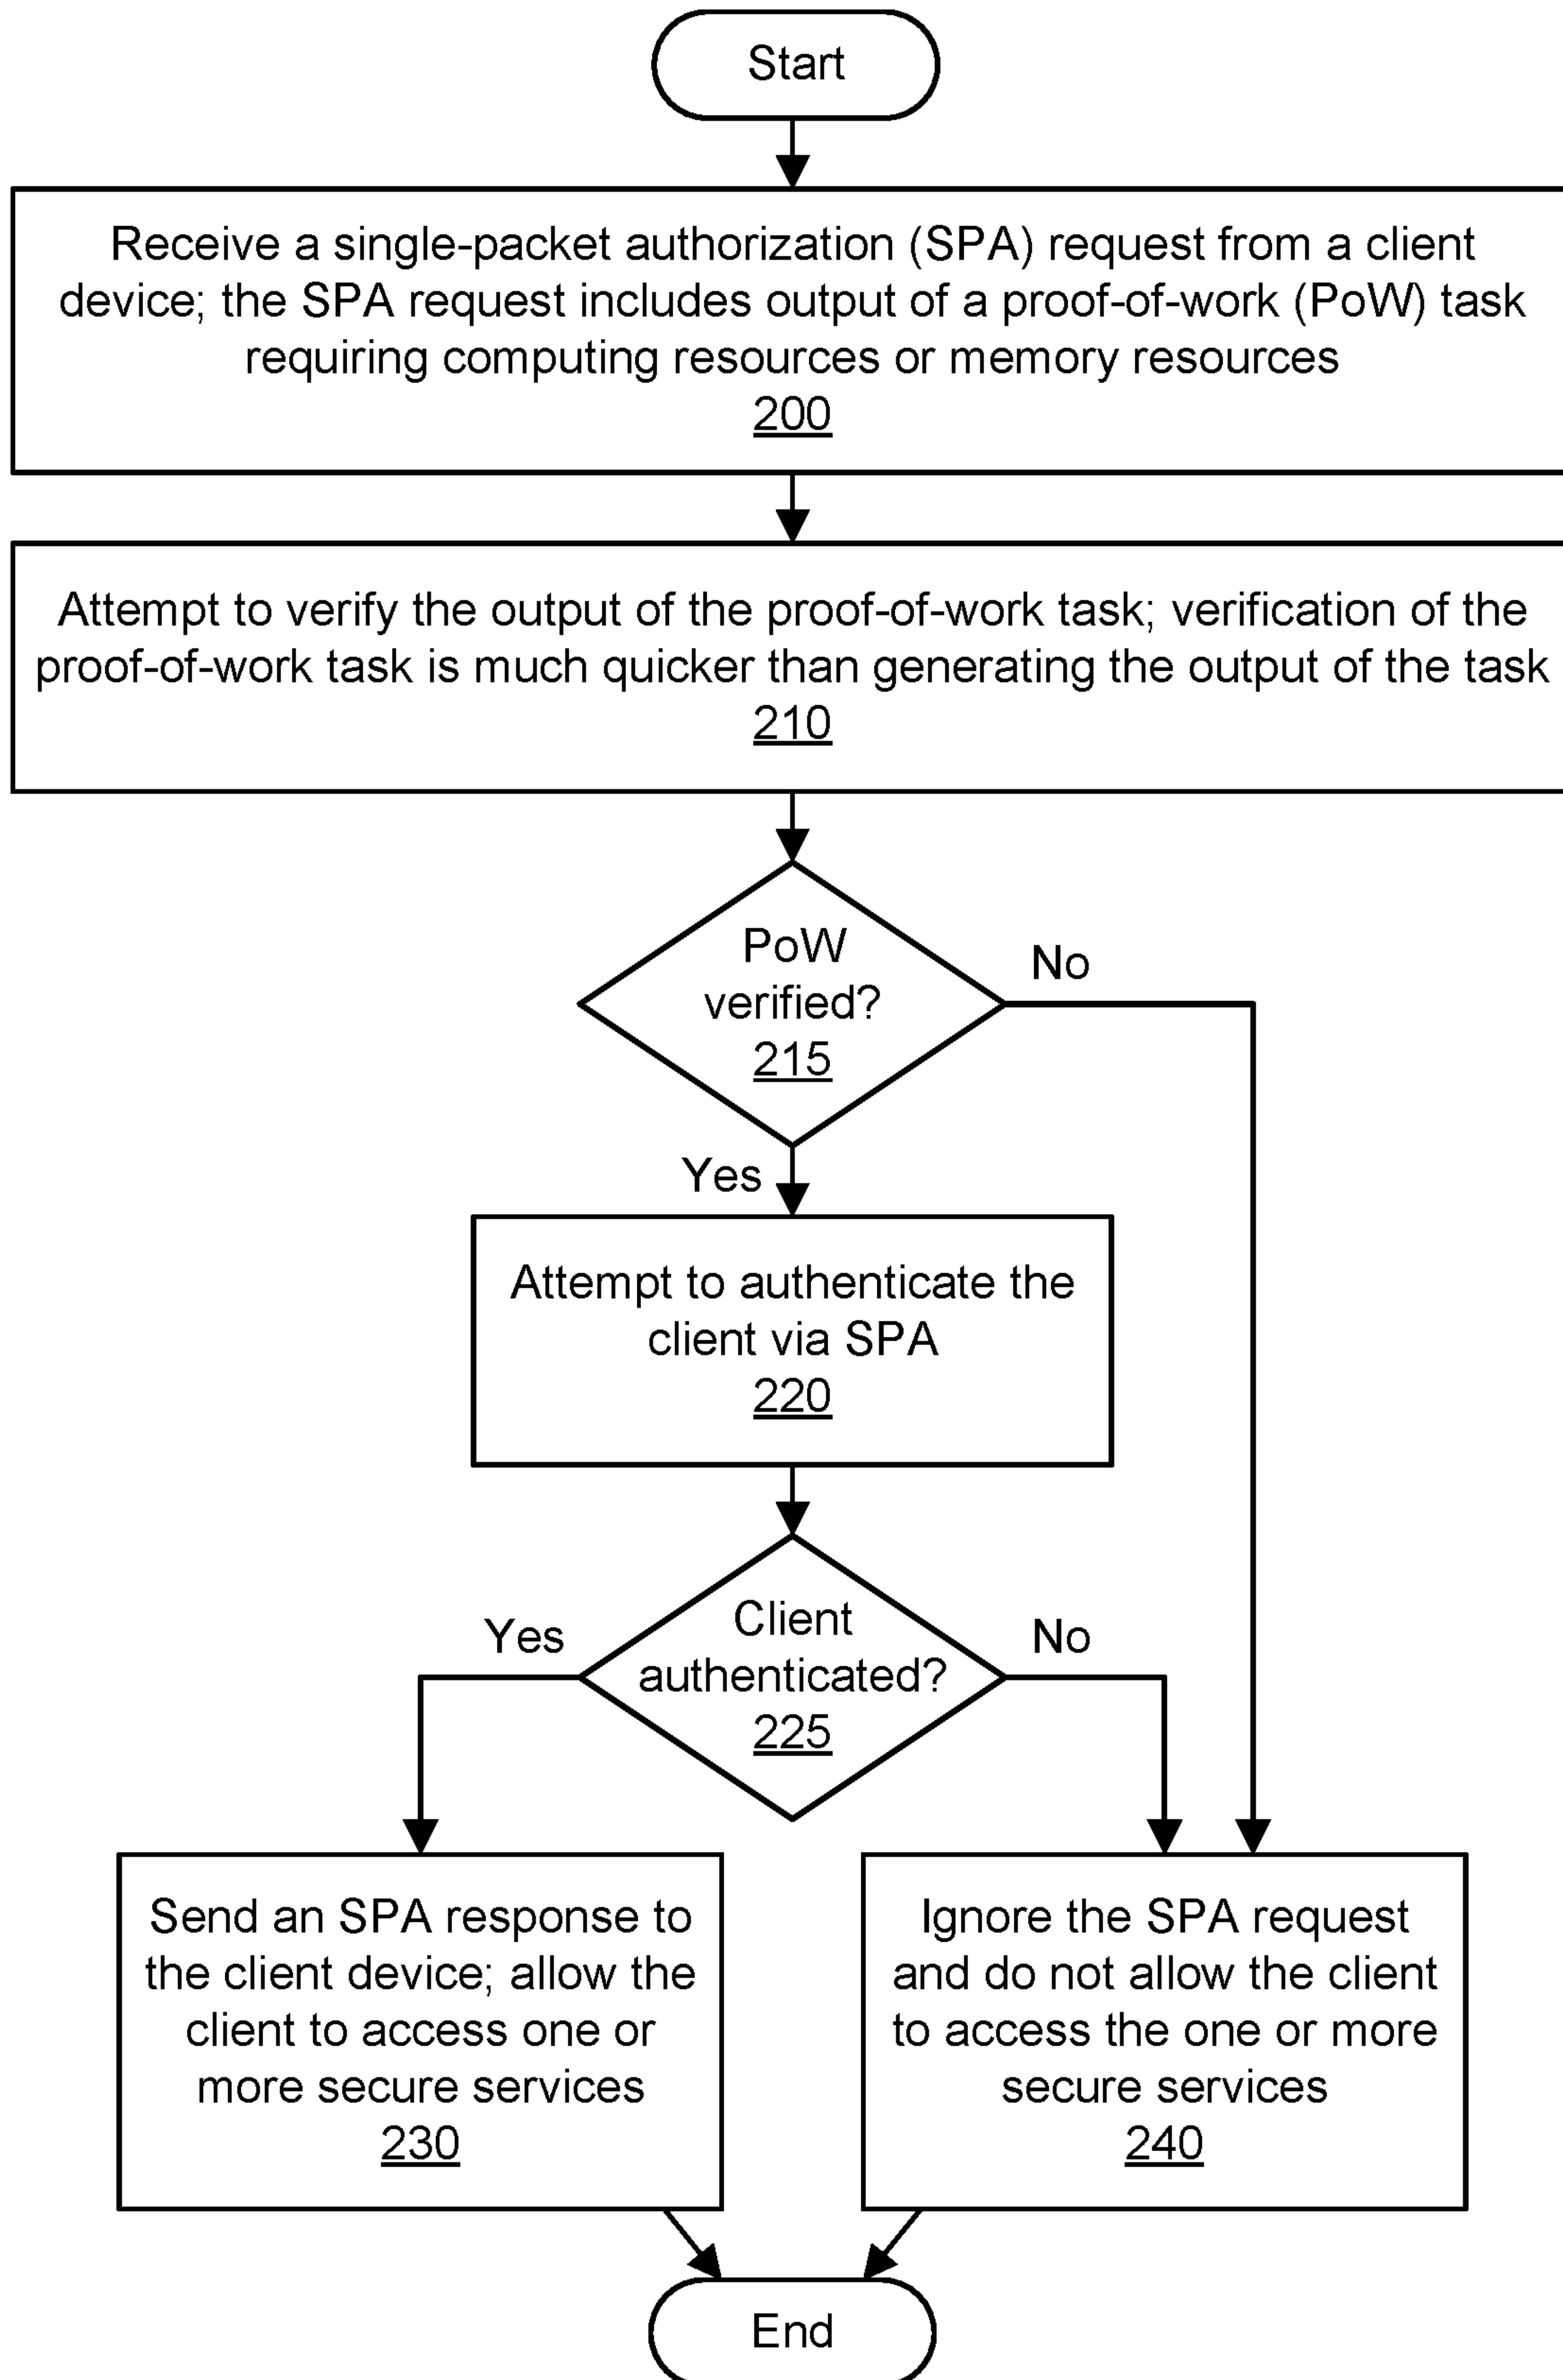 Start
Receive a single-packet authorization (SPA) request from a client
device; the SPA request includes output of a proof-of-work (PoW) task
requiring computing resources or memory resources
200
Attempt to verify the output of the proof-of-work task; verification of the
proof-of-work task is much quicker than generating the output of the task
210
PoW
verified?
215
No
Yes
Attempt to authenticate the
client via SPA
220
Client
authenticated?
225
Yes
No
Send an SPA response to
the client device; allow the
client to access one or
more secure services
230
Ignore the SPA request
and do not allow the client
to access the one or more
secure services
240
End